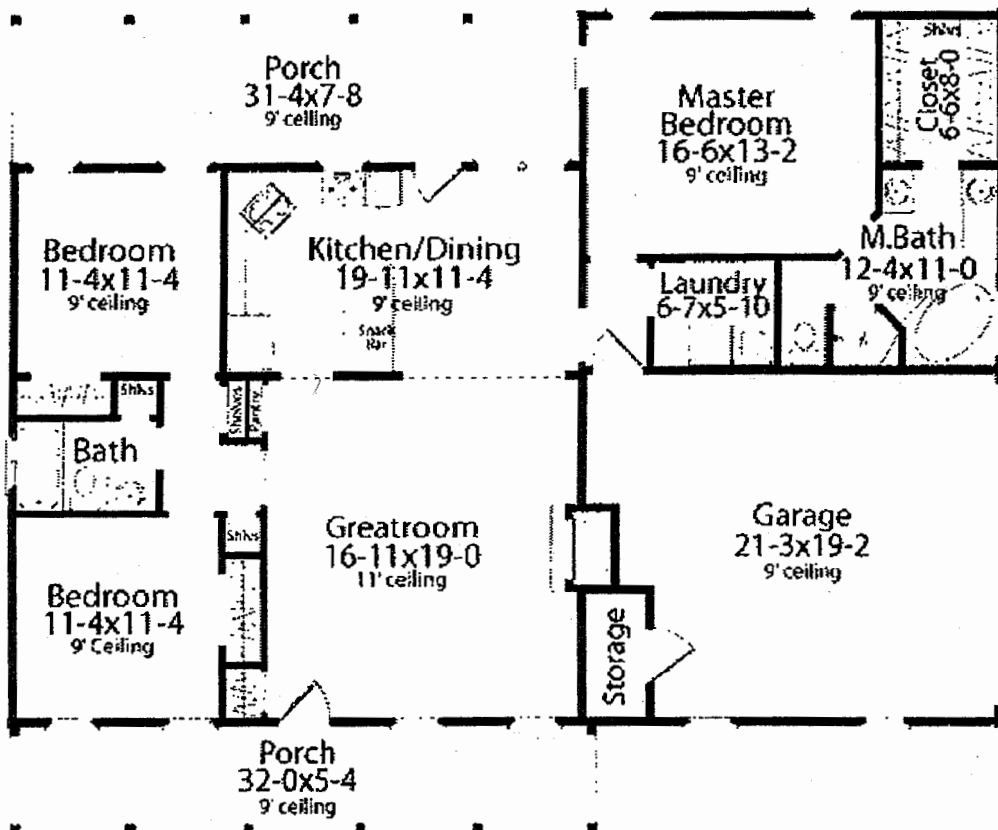 Porch
31-4x7-8
9' ceiling
Master
Bedroom
16-6x13-2
9' ceiling
Shlvs
Closet
6-6x8-0
Bedroom
11-4x11-4
9' ceiling
Kitchen/Dining
19-11x11-4
9' ceiling
Snack
Bar
Laundry
6-7x5-10
M.Bath
12-4x11-0
9' ceiling
Shlvs
Shelves
Pantry
Bath
Shlvs
Greatroom
16-11x19-0
11' ceiling
Garage
21-3x19-2
9' ceiling
Bedroom
11-4x11-4
9' Ceiling
Storage
Porch
32-0x5-4
9' ceiling